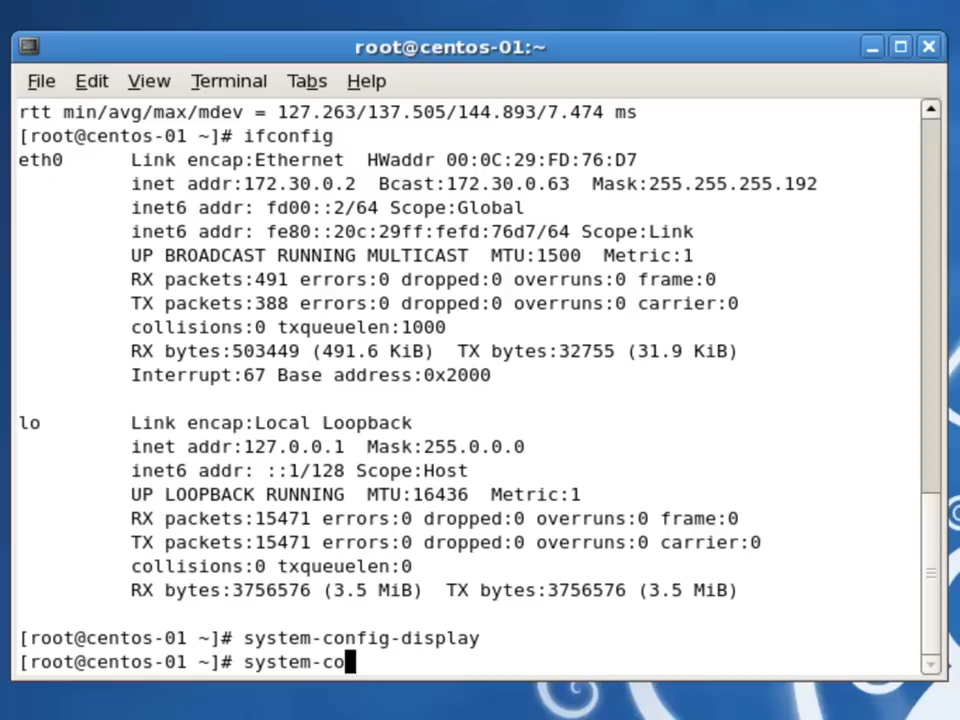 root@centos-01:~
File Edit View Terminal Tabs Help
rtt min/avg/max/mdev = 127.263/137.505/144.893/7.474 ms
[root@centos-01 ~]# ifconfig
eth0      Link encap:Ethernet  HWaddr 00:0C:29:FD:76:D7
          inet addr:172.30.0.2  Bcast:172.30.0.63  Mask:255.255.255.192
          inet6 addr: fd00::2/64 Scope:Global
          inet6 addr: fe80::20c:29ff:fefd:76d7/64 Scope:Link
          UP BROADCAST RUNNING MULTICAST  MTU:1500  Metric:1
          RX packets:491 errors:0 dropped:0 overruns:0 frame:0
          TX packets:388 errors:0 dropped:0 overruns:0 carrier:0
          collisions:0 txqueuelen:1000
          RX bytes:503449 (491.6 KiB)  TX bytes:32755 (31.9 KiB)
          Interrupt:67 Base address:0x2000
lo        Link encap:Local Loopback
          inet addr:127.0.0.1  Mask:255.0.0.0
          inet6 addr: ::1/128 Scope:Host
          UP LOOPBACK RUNNING  MTU:16436  Metric:1
          RX packets:15471 errors:0 dropped:0 overruns:0 frame:0
          TX packets:15471 errors:0 dropped:0 overruns:0 carrier:0
          collisions:0 txqueuelen:0
          RX bytes:3756576 (3.5 MiB)  TX bytes:3756576 (3.5 MiB)
[root@centos-01 ~]# system-config-display
[root@centos-01 ~]# system-co